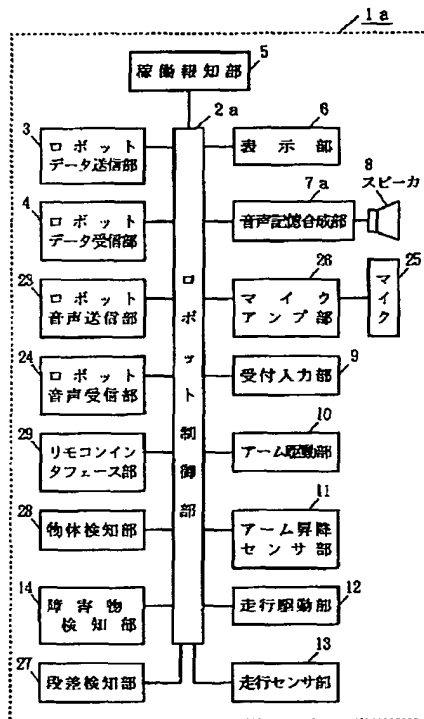 1a
5
稼働報知部
2a
3
ロボット
データ送信部
6
表示部
4
ロボット
データ受信部
7a
音声記憶合成部
8
スピーカ
23
ロボット
音声送信部
26
マイク
アンプ部
25
マイク
24
ロボット
音声受信部
ロボット制御部
9
受付入力部
29
リモコンイン
タフェース部
10
アーム駆動部
28
物体検知部
11
アーム昇降
センサ部
14
障害物
検知部
12
走行駆動部
27
段差検知部
13
走行センサ部